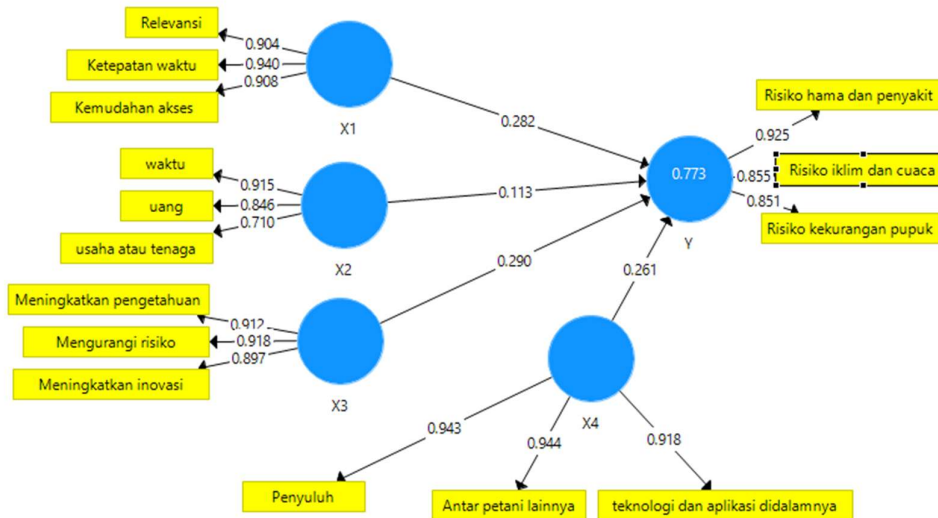 Relevansi
0.904
Ketepatan waktu
0.940
0.908
Kemudahan akses
X1
0.282
waktu
0.915
uang
0.846
0.710
usaha atau tenaga
X2
0.113
Meningkatkan pengetahuan
0.912
Mengurangi risiko
0.918
0.897
Meningkatkan inovasi
X3
0.290
0.773
Y
Risiko hama dan penyakit
0.925
0.855
Risiko iklim dan cuaca
0.851
Risiko kekurangan pupuk
0.261
X4
0.943
0.944
0.918
Penyuluh
Antar petani lainnya
teknologi dan aplikasi didalamnya